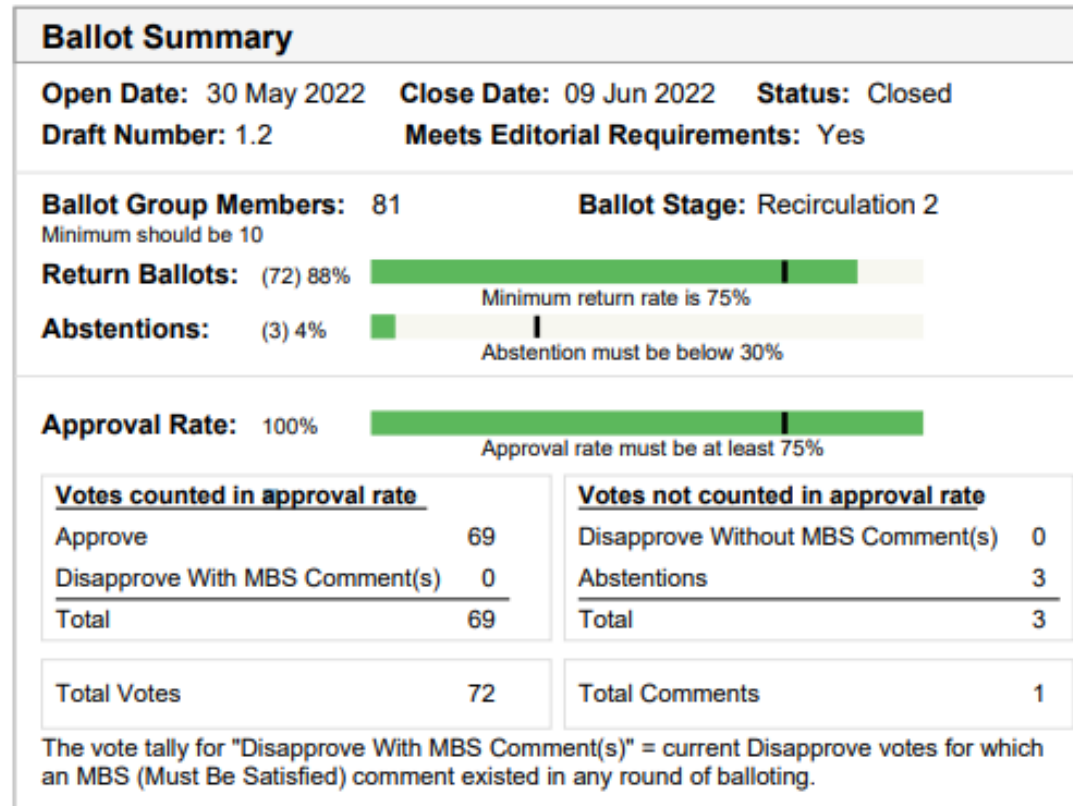 Ballot Summary
Open Date: 30 May 2022 Close Date: 09 Jun 2022 Status: Closed
Draft Number: 1.2 Meets Editorial Requirements: Yes
Ballot Group Members: 81 Ballot Stage: Recirculation 2
Minimum should be 10
Return Ballots: (72) 88%
Minimum return rate is 75%
Abstentions: (3) 4%
Abstention must be below 30%
Approval Rate: 100%
Approval rate must be at least 75%
Votes counted in approval rate
Approve 69
Disapprove With MBS Comment(s) 0
Total 69
Votes not counted in approval rate
Disapprove Without MBS Comment(s) 0
Abstentions 3
Total 3
Total Votes 72
Total Comments 1
The vote tally for "Disapprove With MBS Comment(s)" = current Disapprove votes for which
an MBS (Must Be Satisfied) comment existed in any round of balloting.